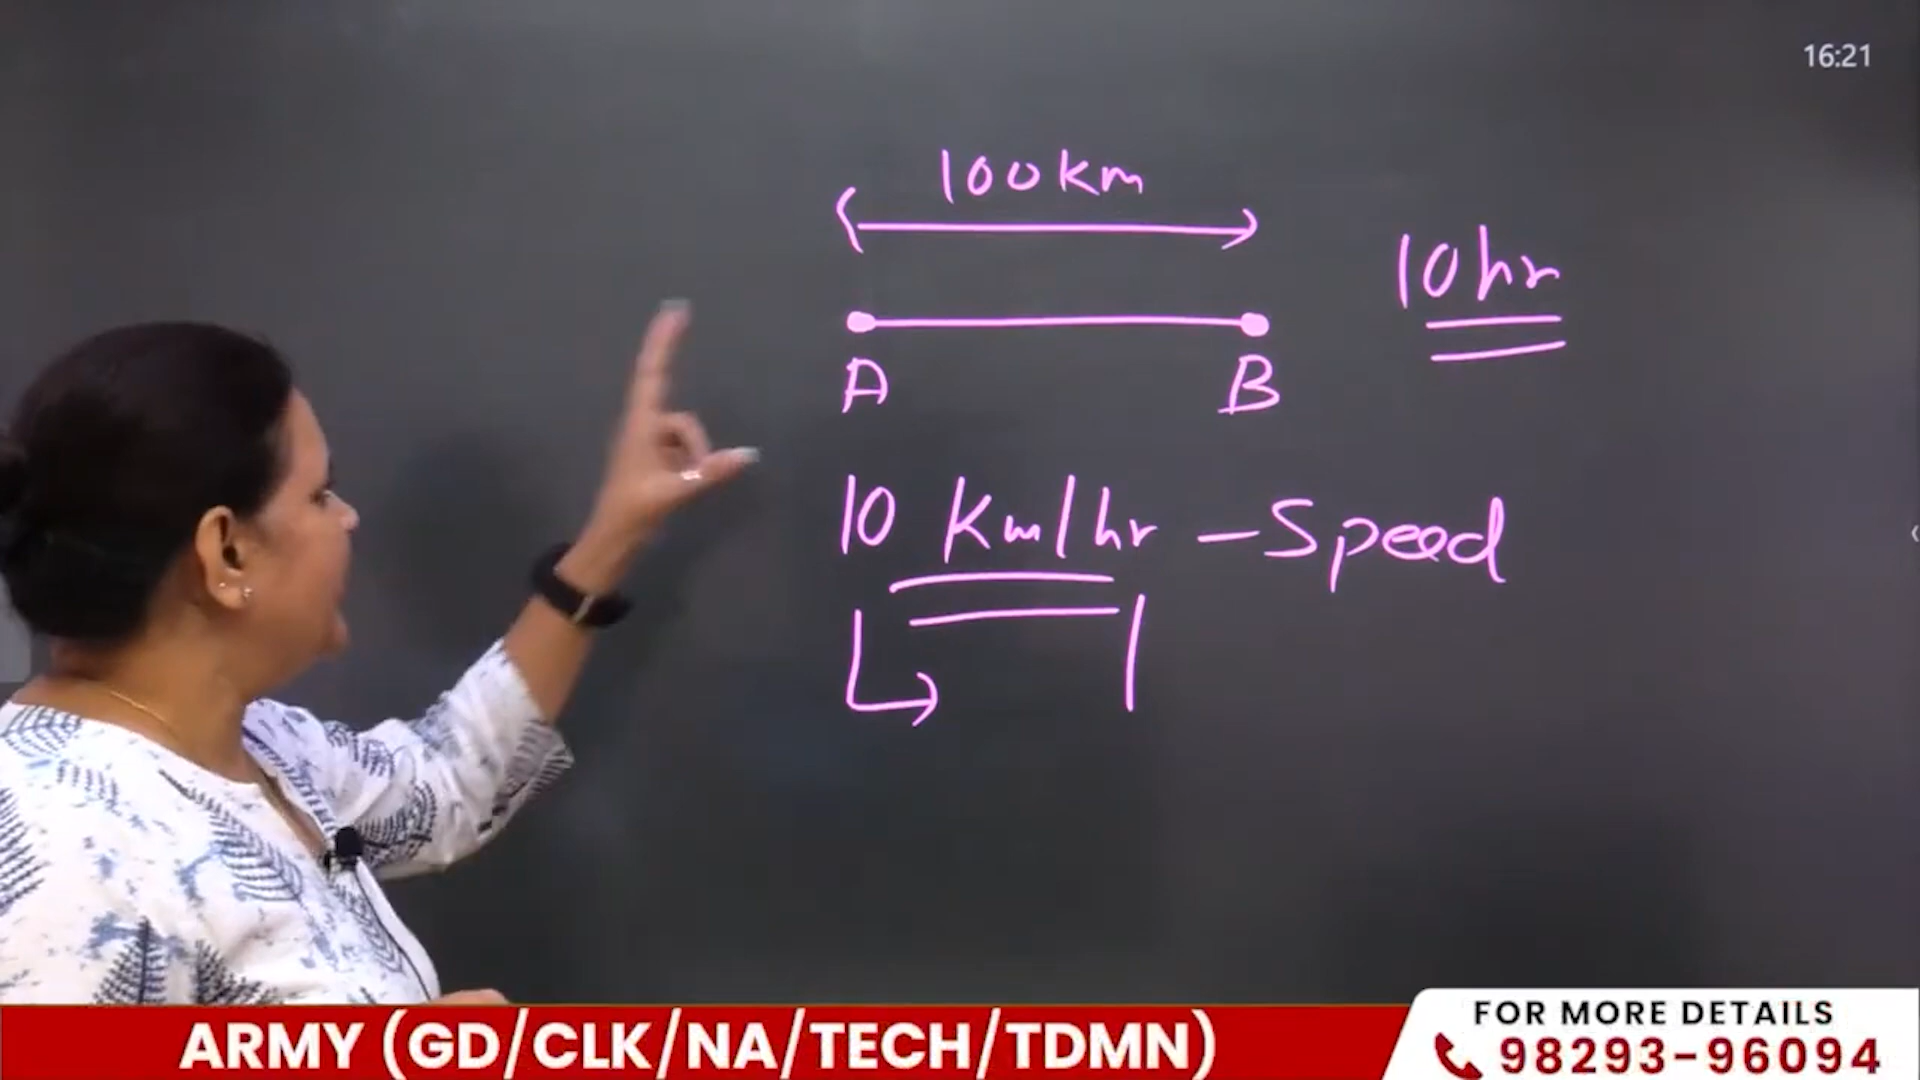 16:21
100km
10hr
A B
10 Km/hr - Speed
ARMY (GD/CLK/NA/TECH/TDMN)
FOR MORE DETAILS
98293-96094